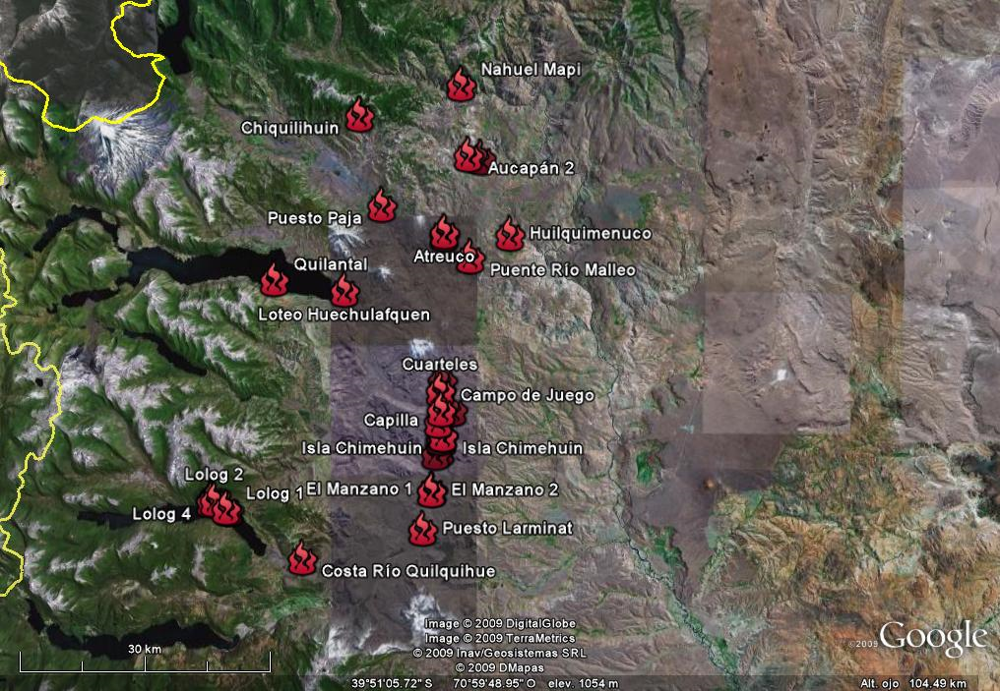 Nahuel Mapi
Chiquilihuin
Aucapán 2
Puesto Paja
Huilquimenuco
Atreuco
Quilantal
Puente Río Malleo
Loteo Huechulafquen
Cuarteles
Campo de Juego
Capilla
Isla Chimehuin
Isla Chimehuin
Lolog 2
Lolog 1
El Manzano 1
El Manzano 2
Lolog 4
Puesto Larminat
Costa Río Quilquihue
Image © 2009 DigitalGlobe
Image © 2009 TerraMetrics
© 2009 Inav/Geosistemas SRL
© 2009 DMapas
©2009 Google
30 km
39°51'05.72" S 70°59'48.95" O elev. 1054 m
Alt. ojo 104.49 km